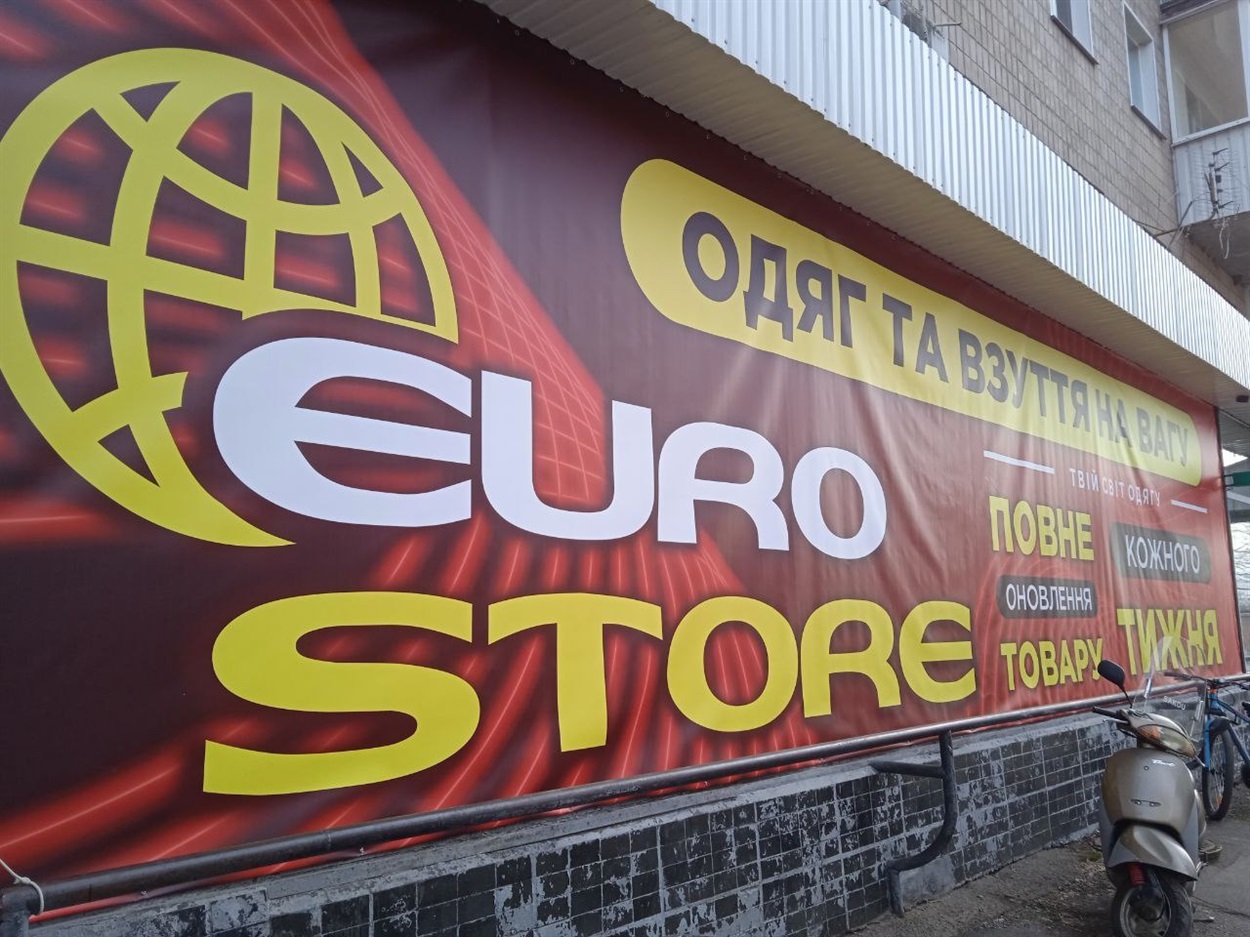 ОДЯГ ТА ВЗУТТЯ НА ВАГУ
EURO
STORE
ТВІЙ СВІТ ОДЯГУ
ПОВНЕ
ОНОВЛЕННЯ
ТОВАРУ
КОЖНОГО
ТИЖНЯ